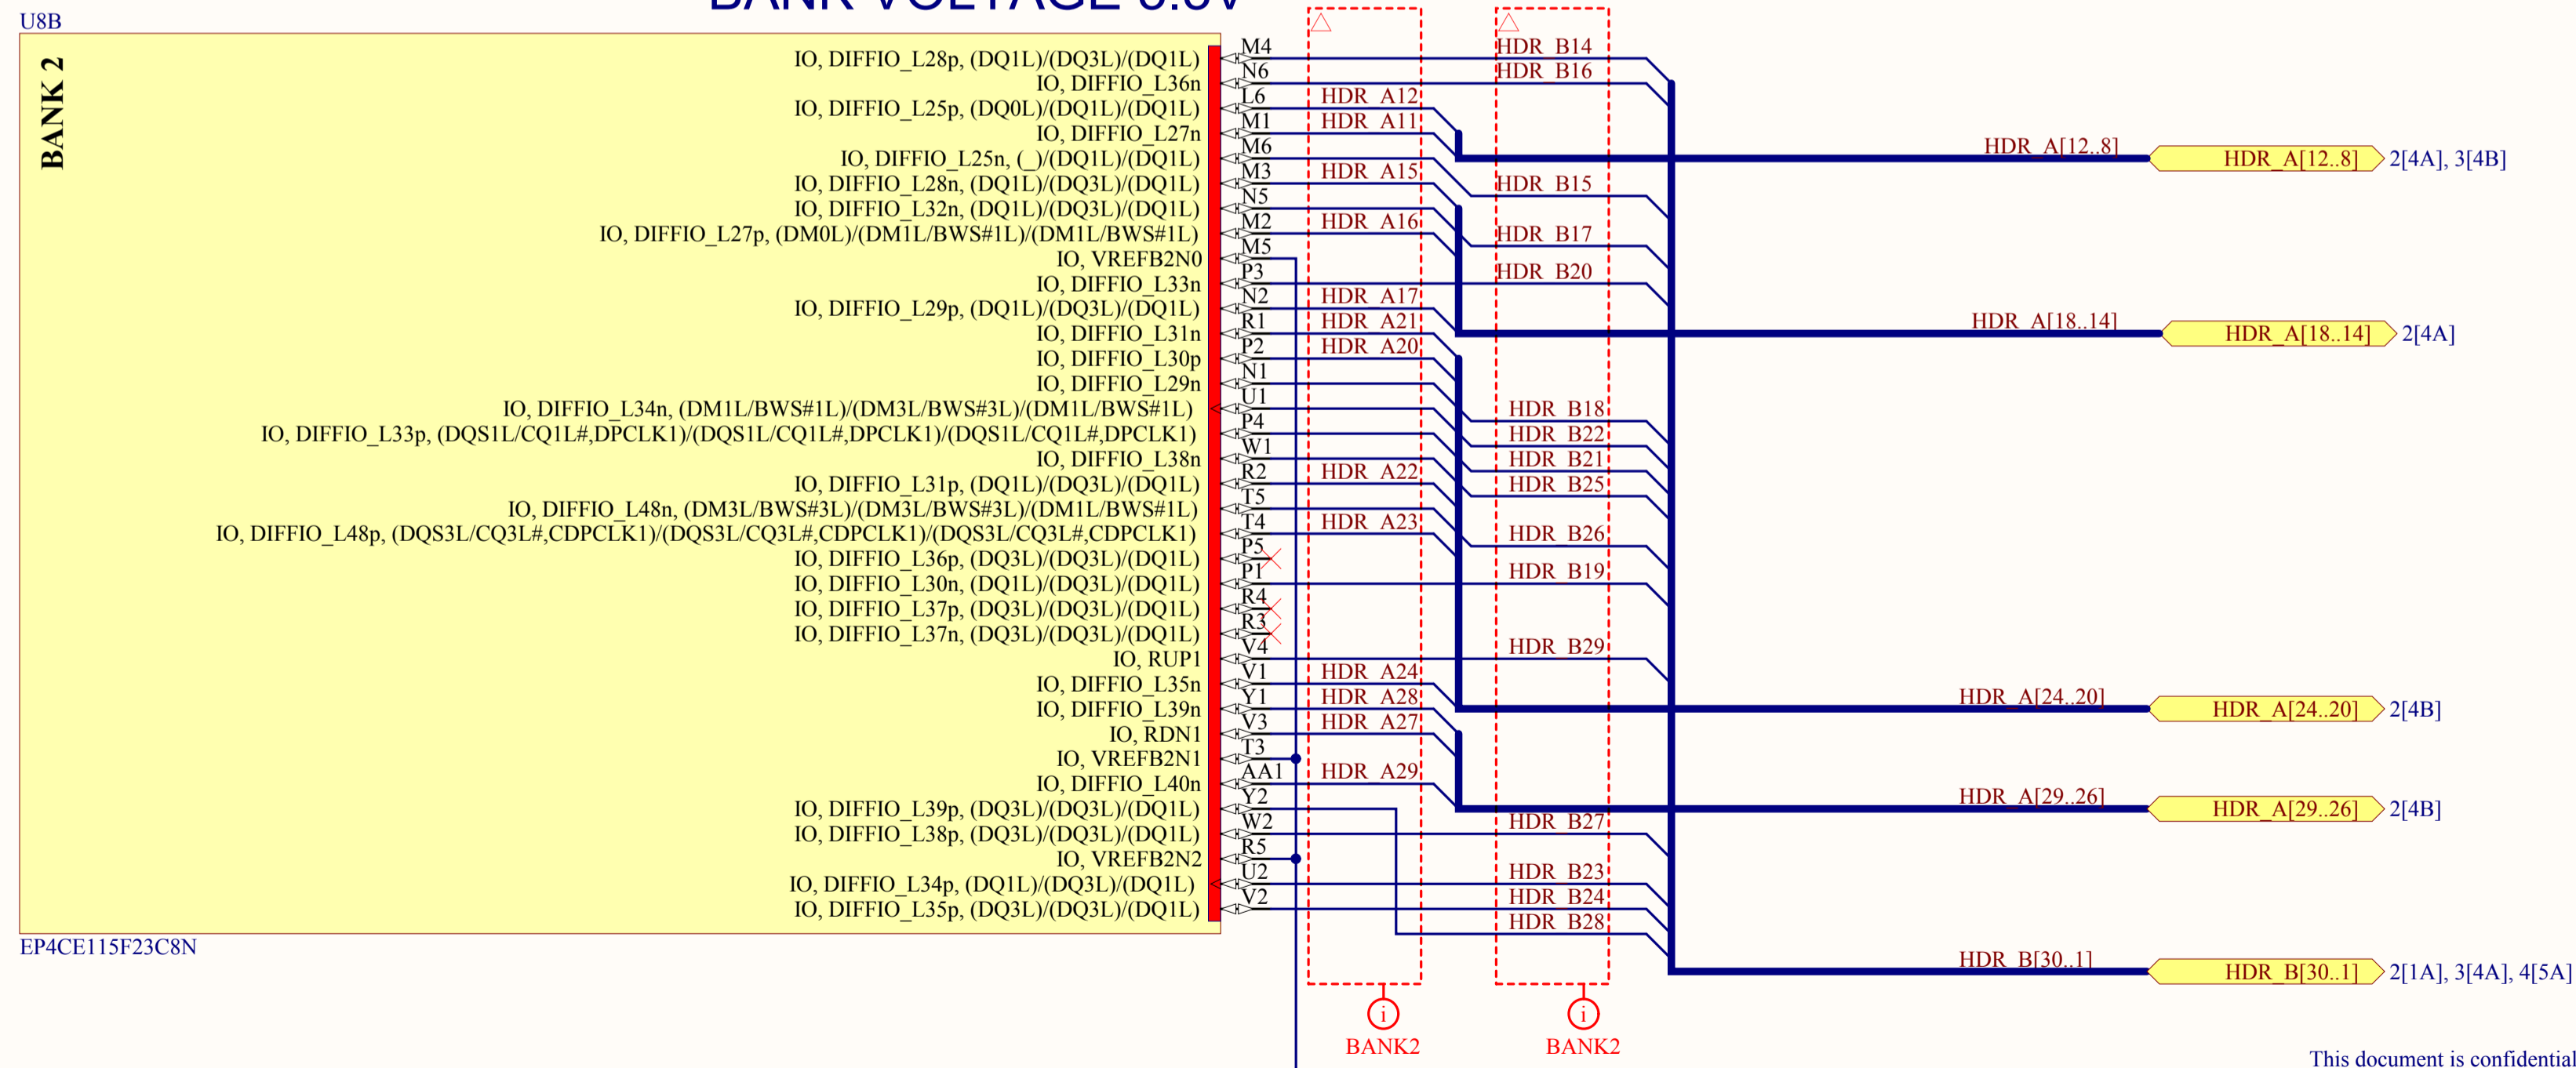 BANK VOLTAGE 3.3V
U8B
BANK 2
IO, DIFFIO_L28p, (DQ1L)/(DQ3L)/(DQ1L) M4 HDR_B14
IO, DIFFIO_L36n N6 HDR_B16
IO, DIFFIO_L25p, (DQ0L)/(DQ1L)/(DQ1L) L6 HDR_A12
IO, DIFFIO_L27n M1 HDR_A11
HDR_A[12..8] HDR_A[12..8] 2[4A], 3[4B]
IO, DIFFIO_L25n, (_)/(DQ1L)/(DQ1L) M6
IO, DIFFIO_L28n, (DQ1L)/(DQ3L)/(DQ1L) M3 HDR_A15 HDR_B15
IO, DIFFIO_L32n, (DQ1L)/(DQ3L)/(DQ1L) N5
IO, DIFFIO_L27p, (DM0L)/(DM1L/BWS#1L)/(DM1L/BWS#1L) M2 HDR_A16 HDR_B17
IO, VREFB2N0 M5
IO, DIFFIO_L33n P3 HDR_B20
IO, DIFFIO_L29p, (DQ1L)/(DQ3L)/(DQ1L) N2 HDR_A17
IO, DIFFIO_L31n R1 HDR_A21
HDR_A[18..14] HDR_A[18..14] 2[4A]
IO, DIFFIO_L30p P2 HDR_A20
IO, DIFFIO_L29n N1
IO, DIFFIO_L34n, (DM1L/BWS#1L)/(DM3L/BWS#3L)/(DM1L/BWS#1L) U1 HDR_B18
IO, DIFFIO_L33p, (DQS1L/CQ1L#,DPCLK1)/(DQS1L/CQ1L#,DPCLK1)/(DQS1L/CQ1L#,DPCLK1) P4 HDR_B22
IO, DIFFIO_L38n W1 HDR_B21
IO, DIFFIO_L31p, (DQ1L)/(DQ3L)/(DQ1L) R2 HDR_A22 HDR_B25
IO, DIFFIO_L48n, (DM3L/BWS#3L)/(DM3L/BWS#3L)/(DM1L/BWS#1L) T5
IO, DIFFIO_L48p, (DQS3L/CQ3L#,CDPCLK1)/(DQS3L/CQ3L#,CDPCLK1)/(DQS3L/CQ3L#,CDPCLK1) T4 HDR_A23 HDR_B26
IO, DIFFIO_L36p, (DQ3L)/(DQ3L)/(DQ1L) P5
IO, DIFFIO_L30n, (DQ1L)/(DQ3L)/(DQ1L) P1 HDR_B19
IO, DIFFIO_L37p, (DQ3L)/(DQ3L)/(DQ1L) R4
IO, DIFFIO_L37n, (DQ3L)/(DQ3L)/(DQ1L) R3
IO, RUP1 V4 HDR_B29
IO, DIFFIO_L35n V1 HDR_A24
IO, DIFFIO_L39n Y1 HDR_A28
HDR_A[24..20] HDR_A[24..20] 2[4B]
IO, RDN1 V3 HDR_A27
IO, VREFB2N1 T3
IO, DIFFIO_L40n AA1 HDR_A29
IO, DIFFIO_L39p, (DQ3L)/(DQ3L)/(DQ1L) Y2
HDR_A[29..26] HDR_A[29..26] 2[4B]
IO, DIFFIO_L38p, (DQ3L)/(DQ3L)/(DQ1L) W2 HDR_B27
IO, VREFB2N2 R5
IO, DIFFIO_L34p, (DQ1L)/(DQ3L)/(DQ1L) U2 HDR_B23
IO, DIFFIO_L35p, (DQ3L)/(DQ3L)/(DQ1L) V2 HDR_B24
HDR_B28
EP4CE115F23C8N
HDR_B[30..1] HDR_B[30..1] 2[1A], 3[4A], 4[5A]
i i
BANK2 BANK2
This document is confidential